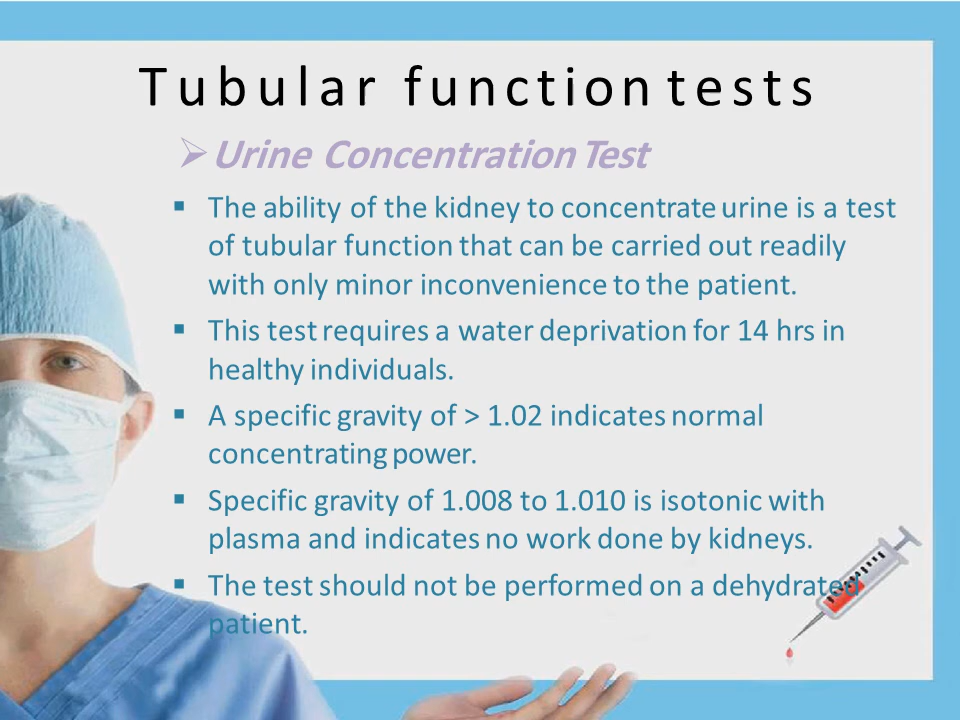 Tubular function tests
➢Urine Concentration Test
▪ The ability of the kidney to concentrate urine is a test
of tubular function that can be carried out readily
with only minor inconvenience to the patient.
▪ This test requires a water deprivation for 14 hrs in
healthy individuals.
▪ A specific gravity of > 1.02 indicates normal
concentrating power.
▪ Specific gravity of 1.008 to 1.010 is isotonic with
plasma and indicates no work done by kidneys.
▪ The test should not be performed on a dehydrated
patient.